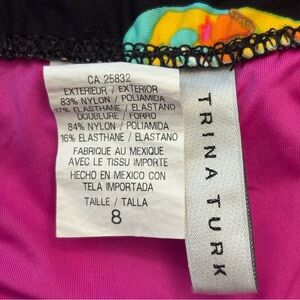 CA 25832
EXTERIEUR / EXTERIOR
83% NYLON / POLIAMIDA
17% ELASTHANE / ELASTANO
DOUBLURE / FORRO
84% NYLON / POLIAMIDA
16% ELASTHANE / ELASTANO
FABRIQUE AU MEXIQUE
AVEC LE TISSU IMPORTE
HECHO EN MEXICO CON
TELA IMPORTADA
TAILLE / TALLA
8
TRINA TURK